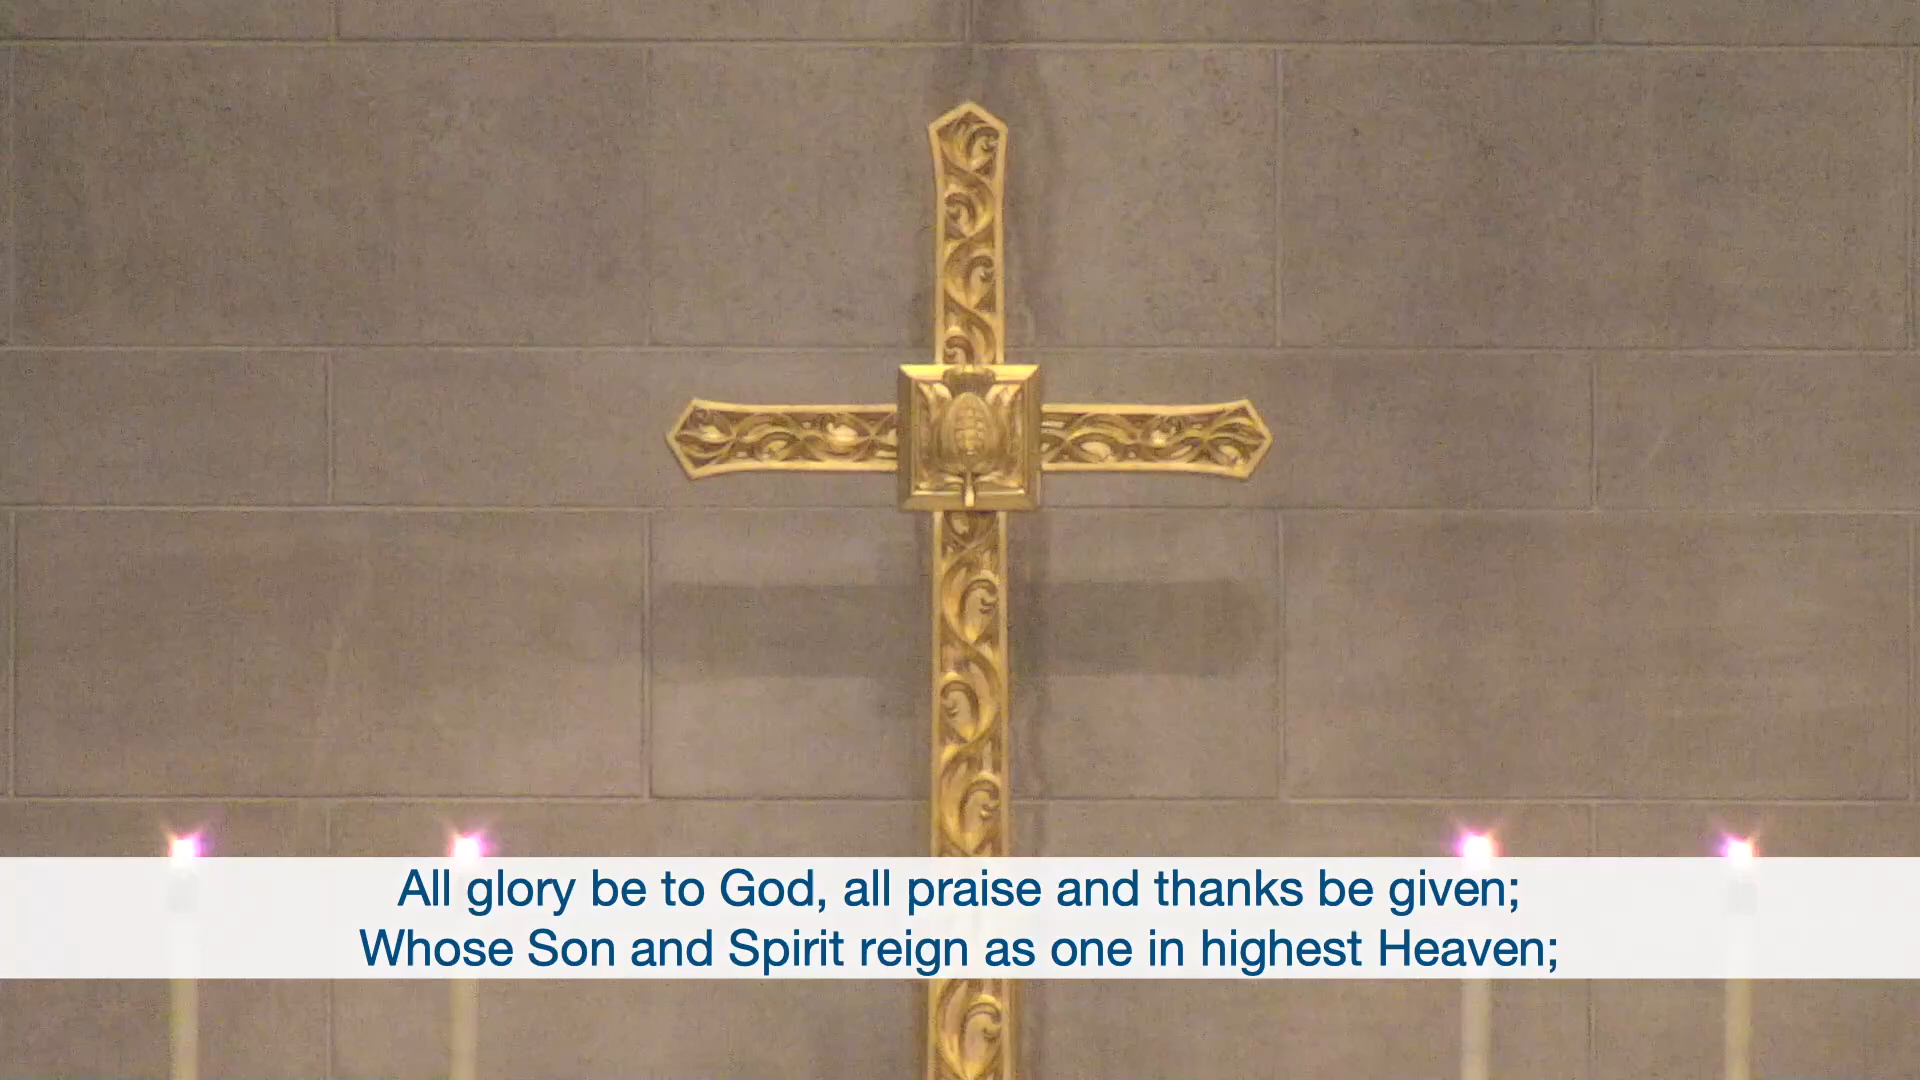 All glory be to God, all praise and thanks be given;
Whose Son and Spirit reign as one in highest Heaven;